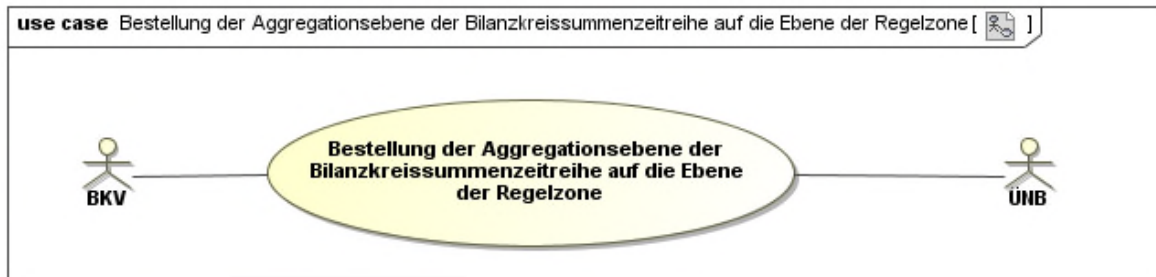 use case Bestellung der Aggregationsebene der Bilanzkreissummenzeitreihe auf die Ebene der Regelzone [ ]
Bestellung der Aggregationsebene der
Bilanzkreissummenzeitreihe auf die Ebene
der Regelzone
BKV
ÜNB